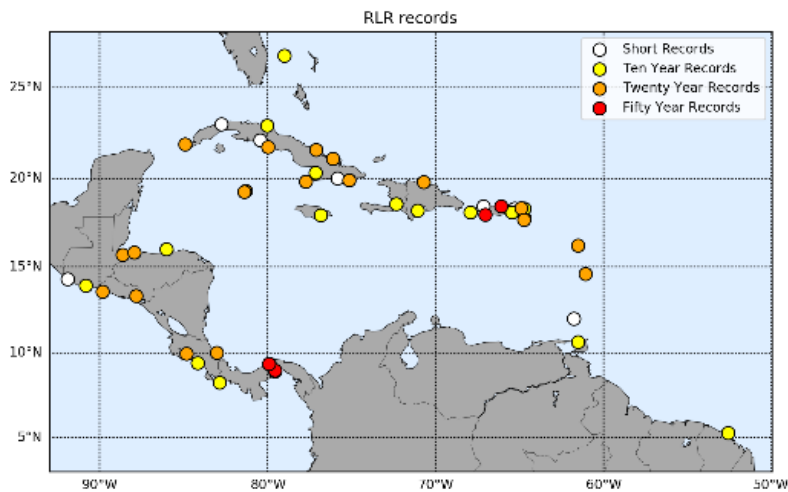 RLR records
Short Records
Ten Year Records
Twenty Year Records
Fifty Year Records
25°N
20°N
15°N
10°N
5°N
90°W
80°W
70°W
60°W
50°W